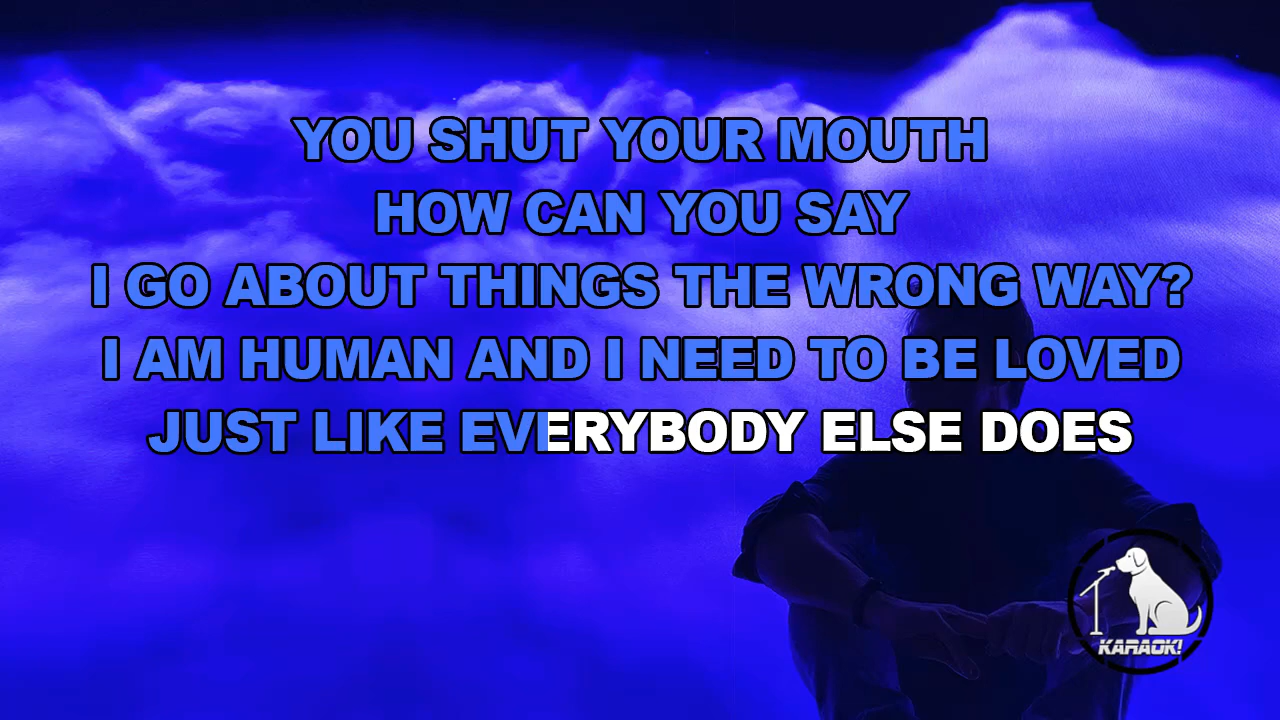 YOU SHUT YOUR MOUTH
HOW CAN YOU SAY
I GO ABOUT THINGS THE WRONG WAY?
I AM HUMAN AND I NEED TO BE LOVED
JUST LIKE EVERYBODY ELSE DOES
KARAOK!